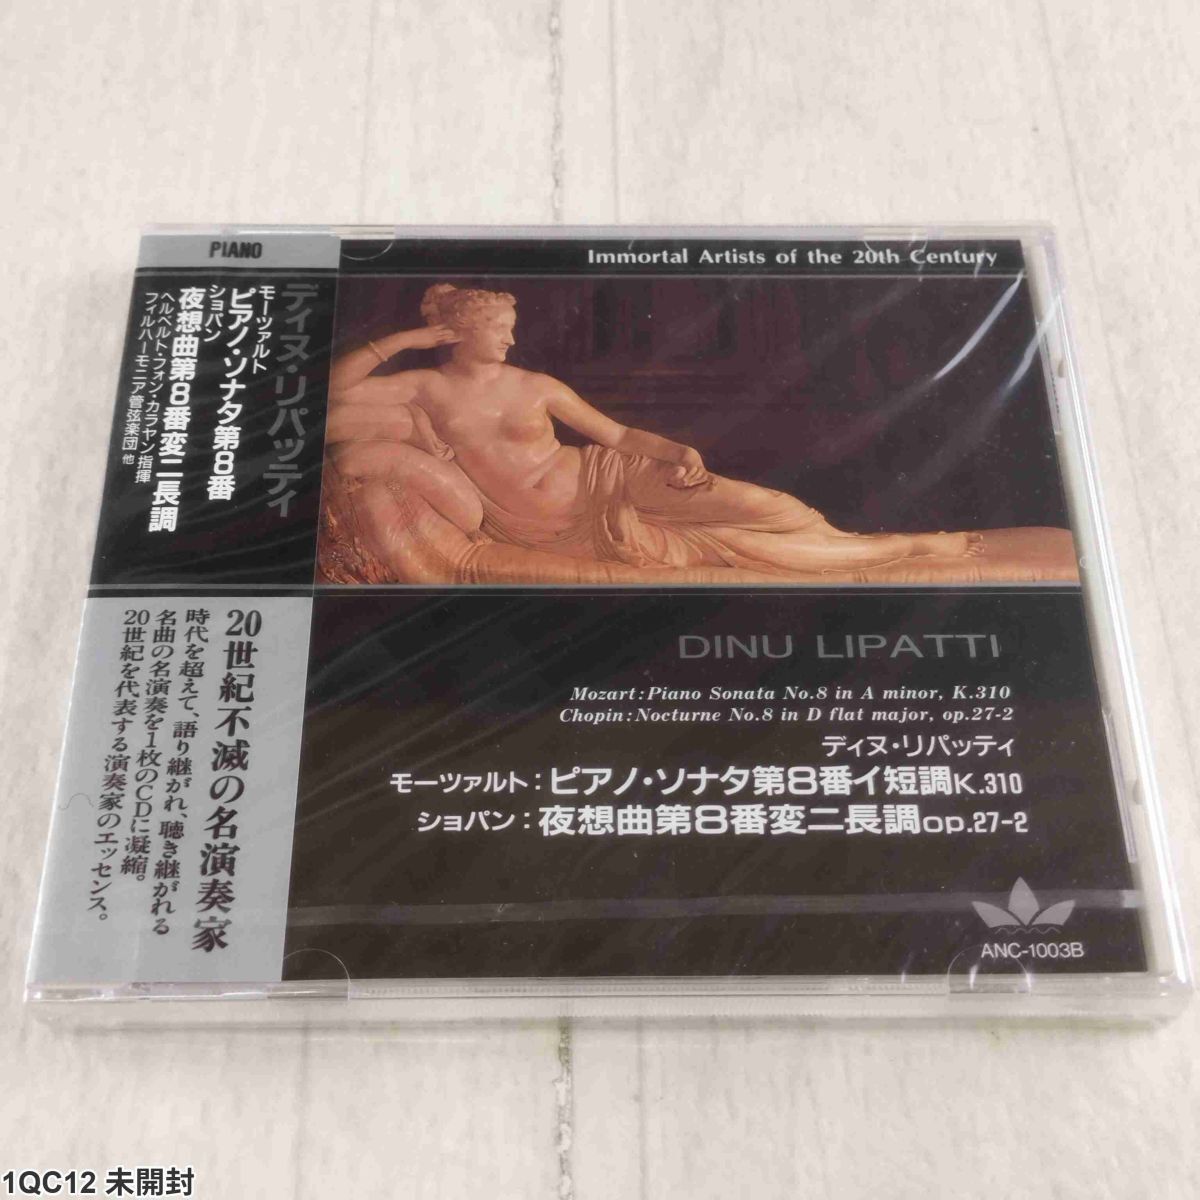 PIANO
ディヌ・リパッティ
モーツァルト
ピアノ・ソナタ第8番
ショパン
夜想曲第8番変ニ長調
ヘルベルト・フォン・カラヤン指揮
フィルハーモニア管弦楽団 他
20世紀不滅の名演奏家
時代を超えて、語り継がれ、聴き継がれる
名曲の名演奏を1枚のCDに凝縮。
20世紀を代表する演奏家のエッセンス。
Immortal Artists of the 20th Century
DINU LIPATTI
Mozart:Piano Sonata No.8 in A minor, K.310
Chopin:Nocturne No.8 in D flat major, op.27-2
ディヌ・リパッティ
モーツァルト:ピアノ・ソナタ第8番イ短調K.310
ショパン:夜想曲第8番変ニ長調op.27-2
ANC-1003B
1QC12 未開封